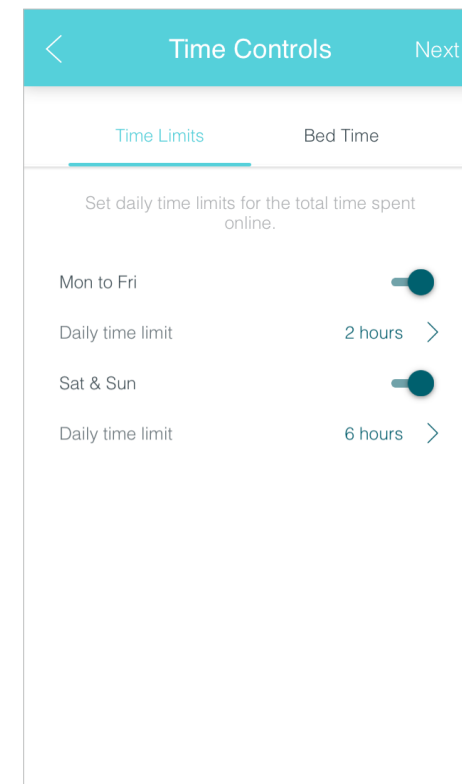 Time Controls Next
Time Limits Bed Time
Set daily time limits for the total time spent
online.
Mon to Fri
Daily time limit 2 hours
Sat & Sun
Daily time limit 6 hours